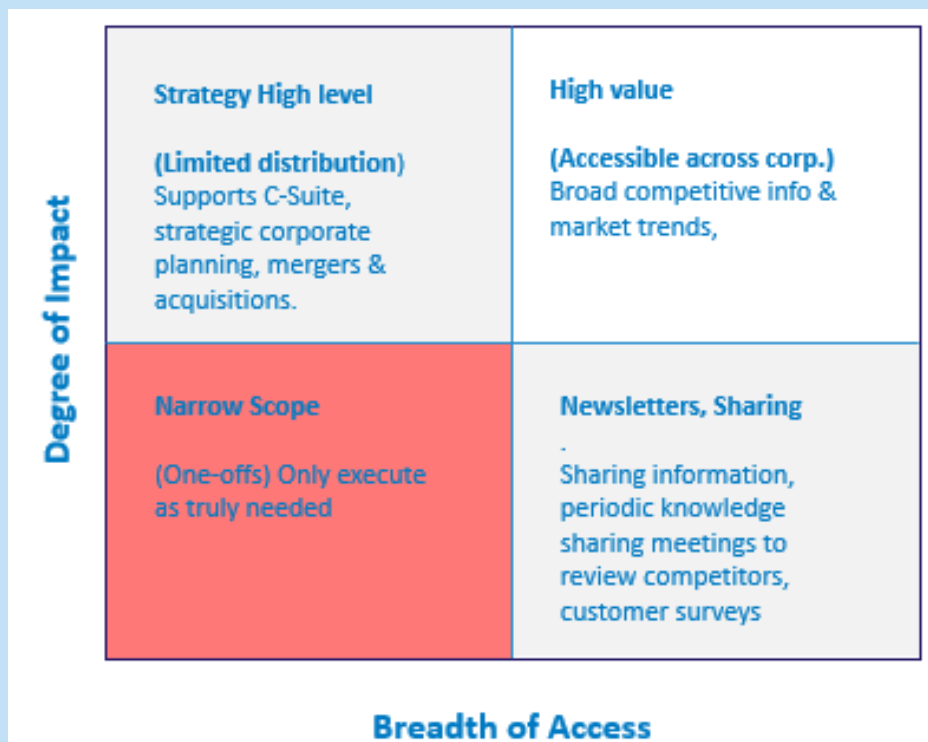 Degree of Impact
Strategy High level
(Limited distribution)
Supports C-Suite,
strategic corporate
planning, mergers &
acquisitions.
High value
(Accessible across corp.)
Broad competitive info &
market trends,
Narrow Scope
(One-offs) Only execute
as truly needed
Newsletters, Sharing
.
Sharing information,
periodic knowledge
sharing meetings to
review competitors,
customer surveys
Breadth of Access